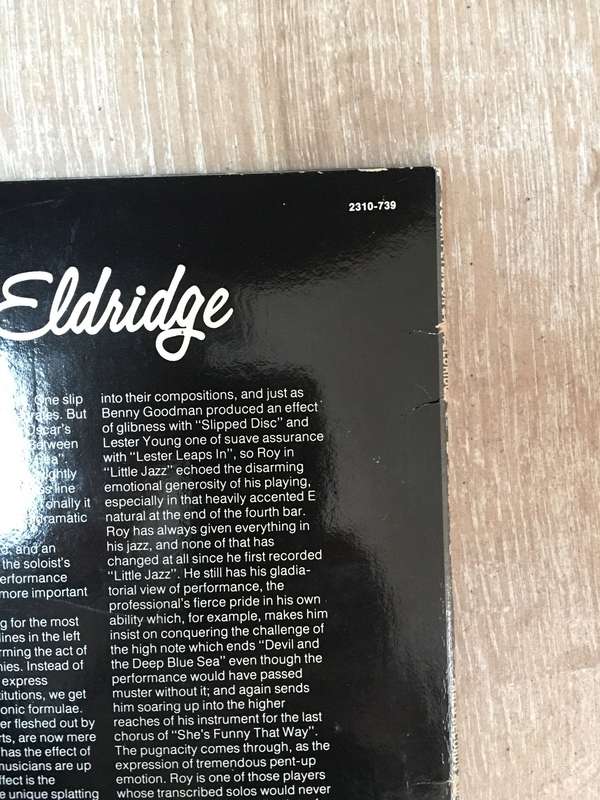 2310-739
Eldridge
One slip
But
Oscar's
Between
Sea".
slightly
line
onally it
dramatic
and an
the soloist's
erformance
more important
g for the most
lines in the left
rming the act of
nies. Instead of
express
titutions, we get
onic formulae.
er fleshed out by
rts, are now mere
has the effect of
musicians are up
ffect is the
e unique splatting
into their compositions, and just as
Benny Goodman produced an effect
of glibness with "Slipped Disc" and
Lester Young one of suave assurance
with "Lester Leaps In", so Roy in
"Little Jazz" echoed the disarming
emotional generosity of his playing,
especially in that heavily accented E
natural at the end of the fourth bar.
Roy has always given everything in
his jazz, and none of that has
changed at all since he first recorded
"Little Jazz". He still has his gladia-
torial view of performance, the
professional's fierce pride in his own
ability which, for example, makes him
insist on conquering the challenge of
the high note which ends "Devil and
the Deep Blue Sea" even though the
performance would have passed
muster without it; and again sends
him soaring up into the higher
reaches of his instrument for the last
chorus of "She's Funny That Way".
The pugnacity comes through, as the
expression of tremendous pent-up
emotion. Roy is one of those players
whose transcribed solos would never